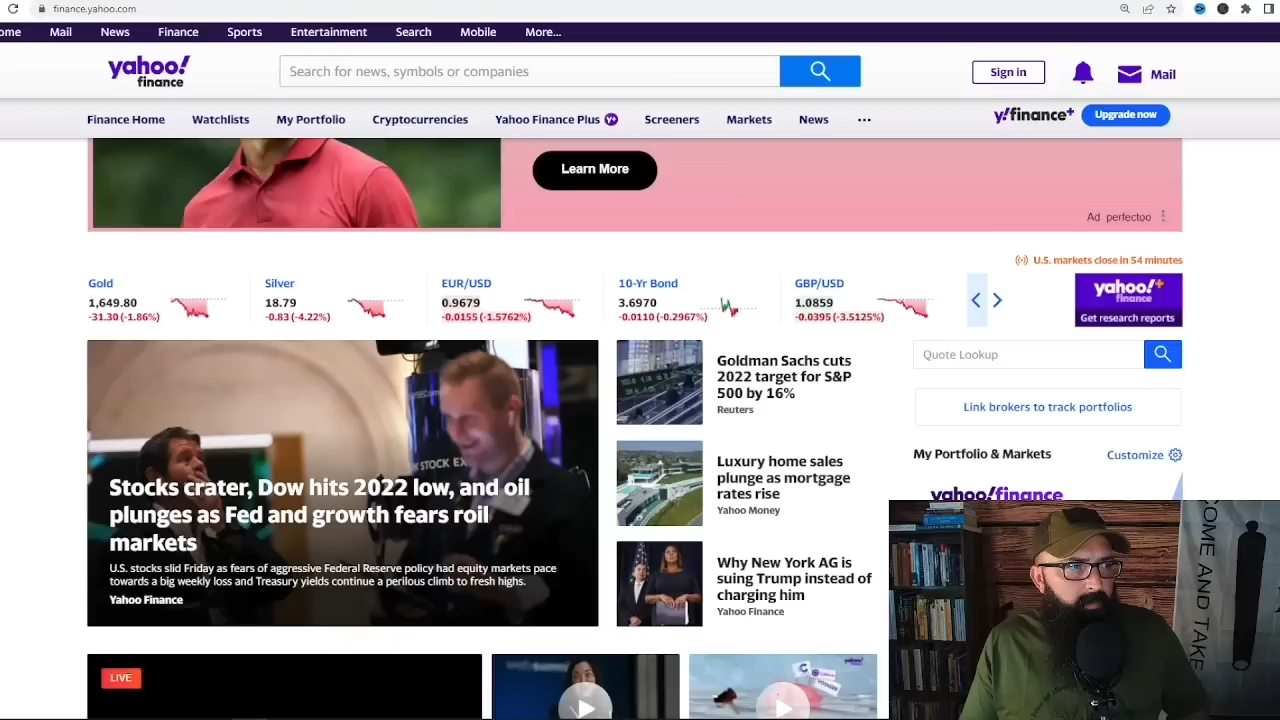 finance.yahoo.com
ome Mail News Finance Sports Entertainment Search Mobile More...
yahoo!
finance
Search for news, symbols or companies
Sign in
Mail
Finance Home Watchlists My Portfolio Cryptocurrencies Yahoo Finance Plus Y+ Screeners Markets News ...
y!finance+ Upgrade now
Learn More
Ad perfectoo
U.S. markets close in 54 minutes
Gold
1,649.80
-31.30 (-1.86%)
Silver
18.79
-0.83 (-4.22%)
EUR/USD
0.9679
-0.0155 (-1.5762%)
10-Yr Bond
3.6970
-0.0110 (-0.2967%)
GBP/USD
1.0859
-0.0395 (-3.5125%)
yahoo!+
finance
Get research reports
STOCK EX
Stocks crater, Dow hits 2022 low, and oil
plunges as Fed and growth fears roil
markets
U.S. stocks slid Friday as fears of aggressive Federal Reserve policy had equity markets pace
towards a big weekly loss and Treasury yields continue a perilous climb to fresh highs.
Yahoo Finance
Goldman Sachs cuts
2022 target for S&P
500 by 16%
Reuters
Luxury home sales
plunge as mortgage
rates rise
Yahoo Money
Why New York AG is
suing Trump instead of
charging him
Yahoo Finance
Quote Lookup
Link brokers to track portfolios
My Portfolio & Markets Customize
yahoo!finance
LIVE
yahoo!
OME AND TAKE